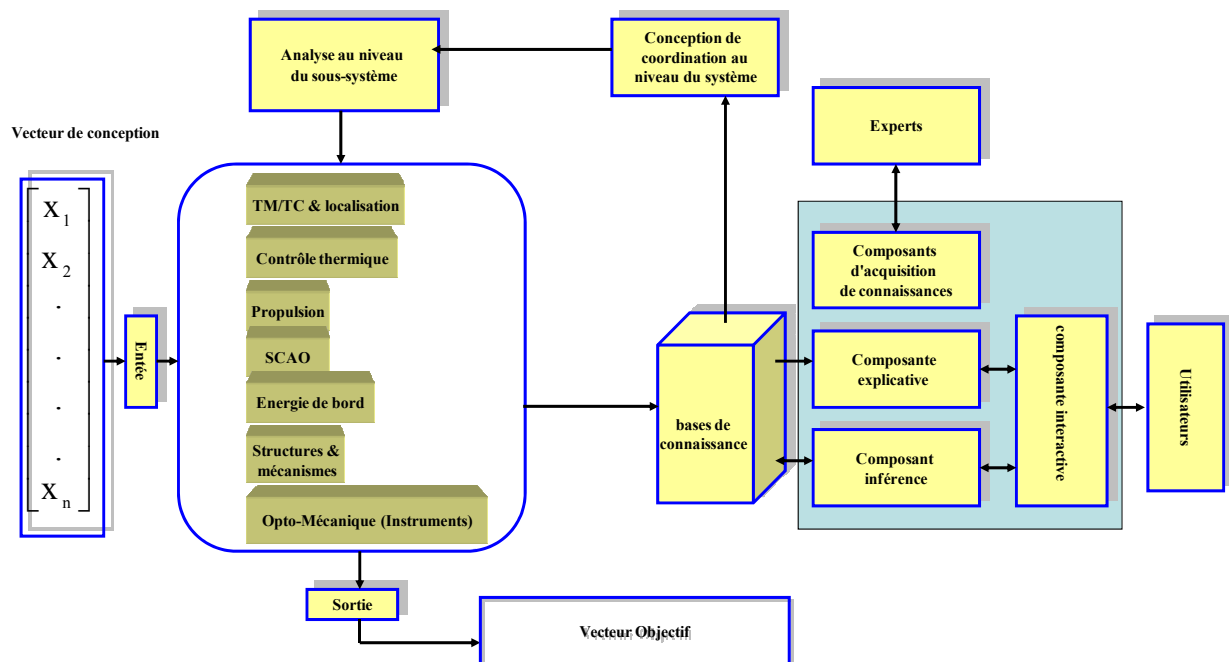 Analyse au niveau
du sous-système
Conception de
coordination au
niveau du système
Experts
Vecteur de conception
X1
X2
.
.
.
.
Xn
Entée
TM/TC & localisation
Contrôle thermique
Propulsion
SCAO
Energie de bord
Structures &
mécanismes
Opto-Mécanique (Instruments)
bases de
connaissance
Composants
d'acquisition
de connaissances
Composante
explicative
Composant
inférence
composante interactive
Utilisateurs
Sortie
Vecteur Objectif